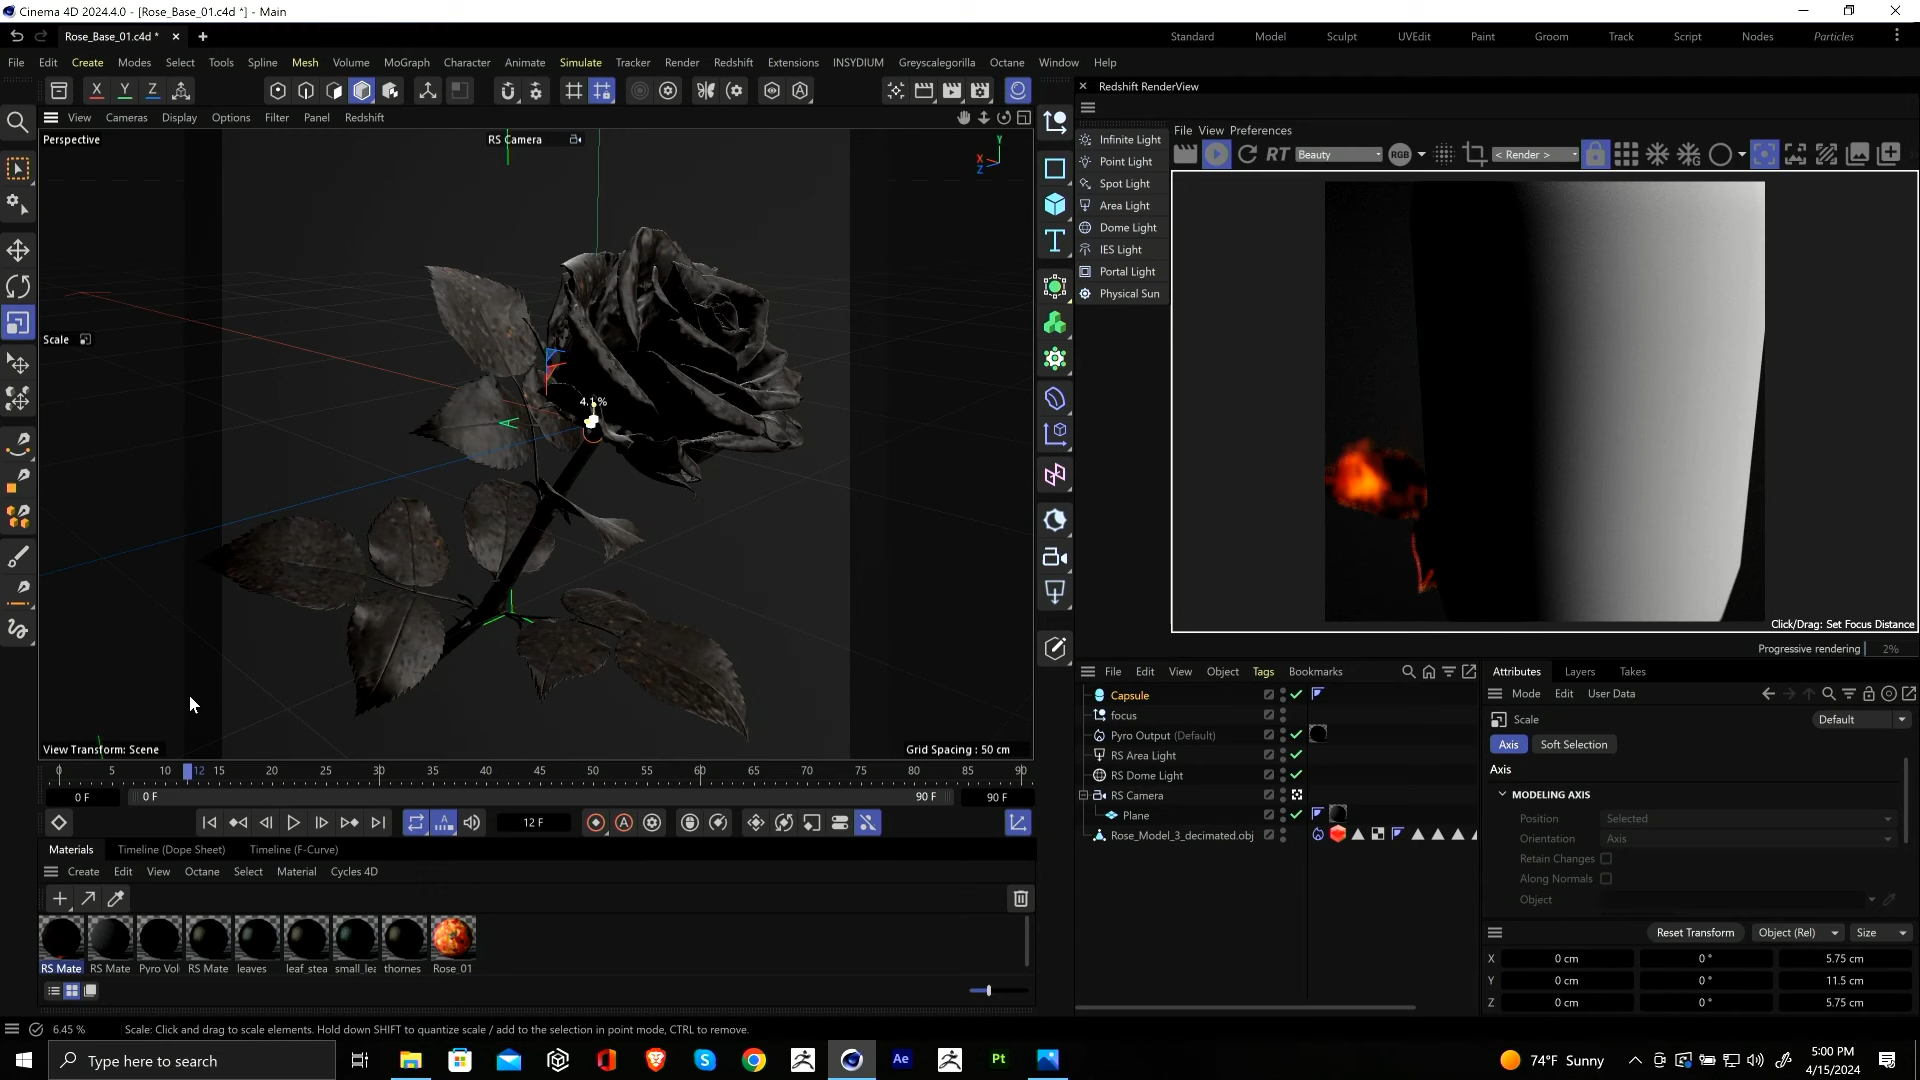 Cinema 4D 2024.4.0 - [Rose_Base_01.c4d *] - Main
Rose_Base_01.c4d *
Standard Model Sculpt UVEdit Paint Groom Track Script Nodes Particles
File Edit Create Modes Select Tools Spline Mesh Volume MoGraph Character Animate Simulate Tracker Render Redshift Extensions INSYDIUM Greyscalegorilla Octane Window Help
X Y Z
Redshift RenderView
View Cameras Display Options Filter Panel Redshift
File View Preferences
Perspective
RS Camera
Y
X
Z
RT Beauty RGB < Render >
Infinite Light
Point Light
Spot Light
Area Light
Dome Light
IES Light
Portal Light
Physical Sun
Scale
4.1 %
View Transform: Scene
Grid Spacing : 50 cm
Click/Drag: Set Focus Distance
Progressive rendering 2%
0 5 10 12 15 20 25 30 35 40 45 50 55 60 65 70 75 80 85 90
0 F 0 F 90 F 90 F
12 F
Materials Timeline (Dope Sheet) Timeline (F-Curve)
Create Edit View Octane Select Material Cycles 4D
RS Mate RS Mate Pyro Vol RS Mate leaves leaf_stea small_lea thornes Rose_01
File Edit View Object Tags Bookmarks
Capsule
focus
Pyro Output (Default)
RS Area Light
RS Dome Light
RS Camera
Plane
Rose_Model_3_decimated.obj
Attributes Layers Takes
Mode Edit User Data
Scale Default
Axis Soft Selection
Axis
MODELING AXIS
Position Selected
Orientation Axis
Retain Changes
Along Normals
Object
Reset Transform Object (Rel) Size
X 0 cm 0 ° 5.75 cm
Y 0 cm 0 ° 11.5 cm
Z 0 cm 0 ° 5.75 cm
6.45 % Scale: Click and drag to scale elements. Hold down SHIFT to quantize scale / add to the selection in point mode, CTRL to remove.
Type here to search
Ae
Pt
74°F Sunny
5:00 PM
4/15/2024